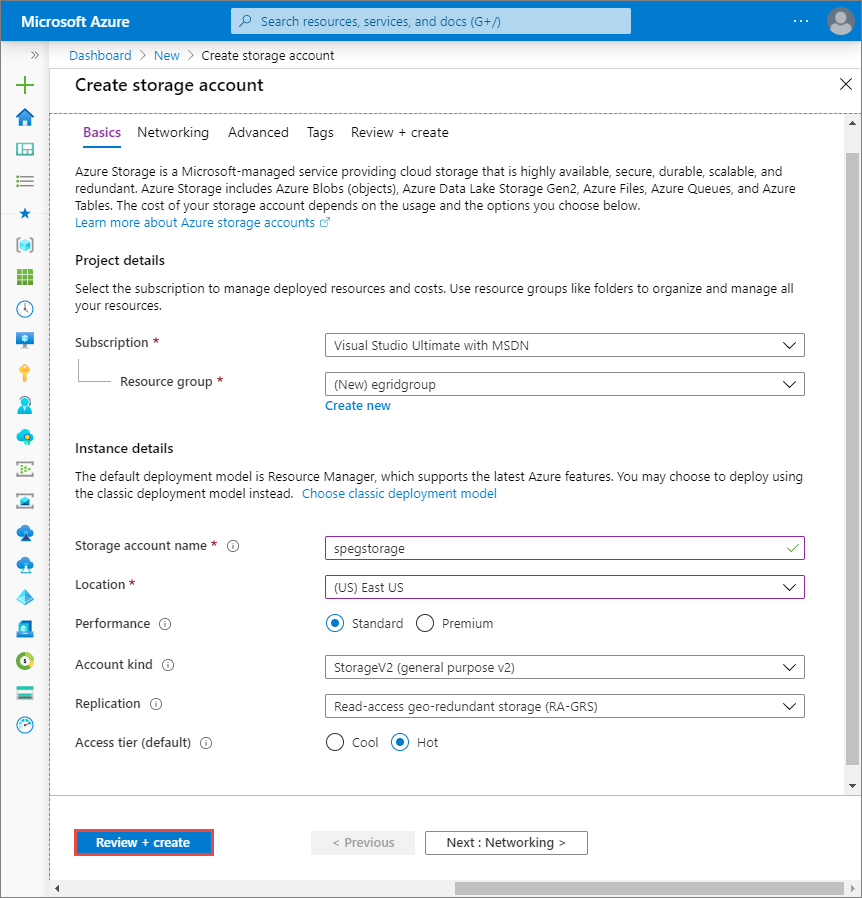 Microsoft Azure
Search resources, services, and docs (G+/)
...
»
Dashboard > New > Create storage account
Create storage account
Basics Networking Advanced Tags Review + create
Azure Storage is a Microsoft-managed service providing cloud storage that is highly available, secure, durable, scalable, and
redundant. Azure Storage includes Azure Blobs (objects), Azure Data Lake Storage Gen2, Azure Files, Azure Queues, and Azure
Tables. The cost of your storage account depends on the usage and the options you choose below.
Learn more about Azure storage accounts
Project details
Select the subscription to manage deployed resources and costs. Use resource groups like folders to organize and manage all
your resources.
Subscription *
Visual Studio Ultimate with MSDN
Resource group *
(New) egridgroup
Create new
Instance details
The default deployment model is Resource Manager, which supports the latest Azure features. You may choose to deploy using
the classic deployment model instead. Choose classic deployment model
Storage account name *
spegstorage
Location *
(US) East US
Performance
Standard Premium
Account kind
StorageV2 (general purpose v2)
Replication
Read-access geo-redundant storage (RA-GRS)
Access tier (default)
Cool Hot
Review + create
< Previous
Next : Networking >